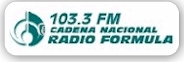 103.3 FM
CADENA NACIONAL
RADIO FORMULA